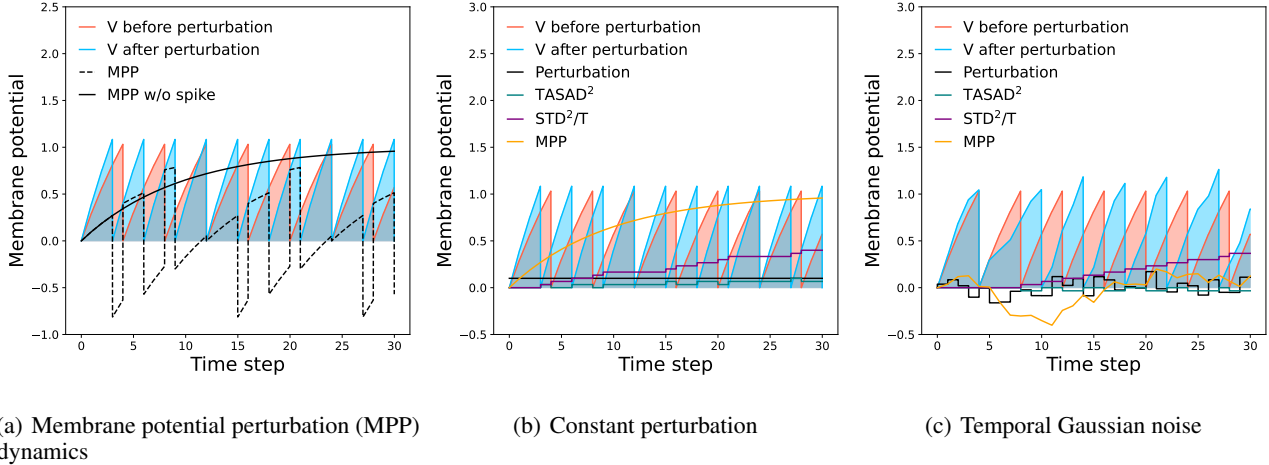 2.5
2.0
1.5
1.0
0.5
0.0
−0.5
−1.0
Membrane potential
V before perturbation
V after perturbation
MPP
MPP w/o spike
0 5 10 15 20 25 30
Time step
(a) Membrane potential perturbation (MPP)
dynamics
3.0
2.5
2.0
1.5
1.0
0.5
0.0
−0.5
Membrane potential
V before perturbation
V after perturbation
Perturbation
TASAD²
STD²/T
MPP
0 5 10 15 20 25 30
Time step
(b) Constant perturbation
3.0
2.5
2.0
1.5
1.0
0.5
0.0
−0.5
Membrane potential
V before perturbation
V after perturbation
Perturbation
TASAD²
STD²/T
MPP
0 5 10 15 20 25 30
Time step
(c) Temporal Gaussian noise